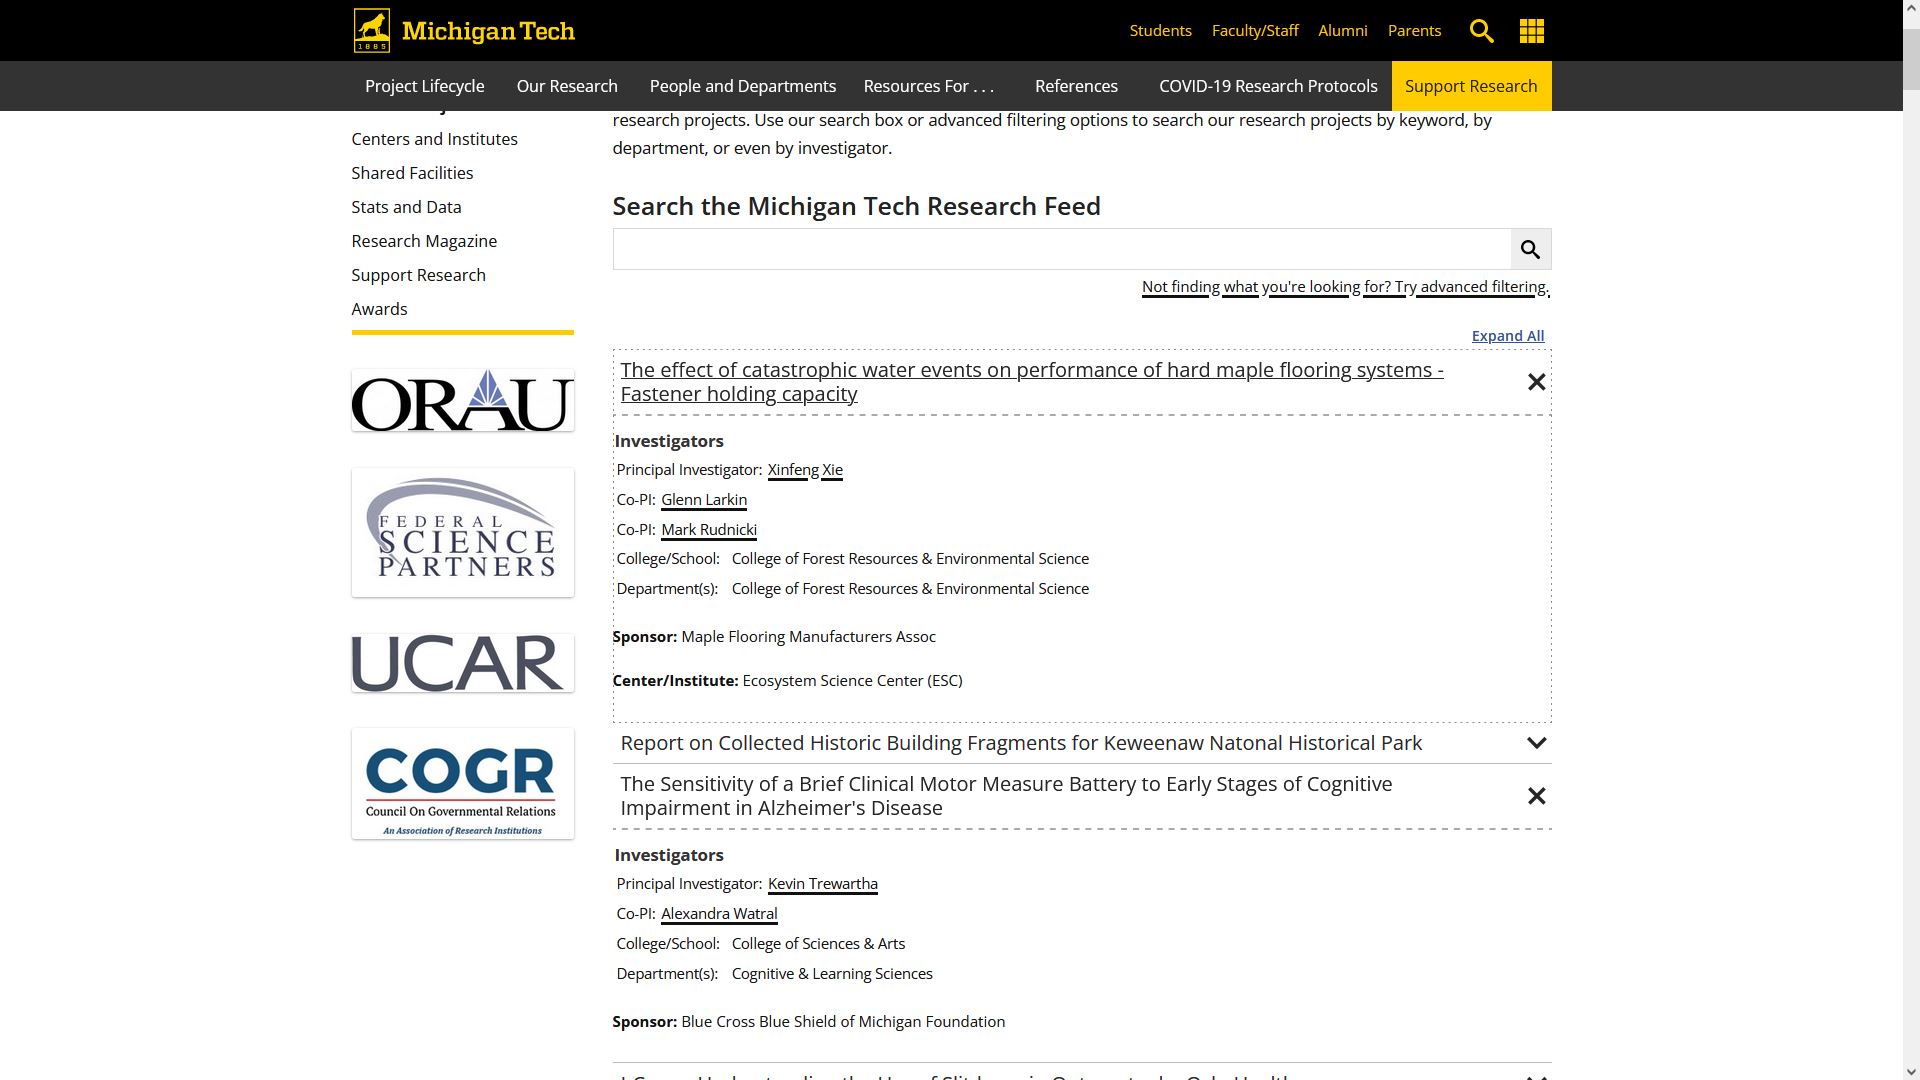 1885
Michigan Tech
Students Faculty/Staff Alumni Parents
Project Lifecycle Our Research People and Departments Resources For . . . References COVID-19 Research Protocols Support Research
Centers and Institutes
Shared Facilities
Stats and Data
Research Magazine
Support Research
Awards
ORAU
FEDERAL
SCIENCE
PARTNERS
UCAR
COGR
Council On Governmental Relations
An Association of Research Institutions
research projects. Use our search box or advanced filtering options to search our research projects by keyword, by
department, or even by investigator.
Search the Michigan Tech Research Feed
Not finding what you're looking for? Try advanced filtering.
Expand All
The effect of catastrophic water events on performance of hard maple flooring systems -
Fastener holding capacity
Investigators
Principal Investigator: Xinfeng Xie
Co-PI: Glenn Larkin
Co-PI: Mark Rudnicki
College/School: College of Forest Resources & Environmental Science
Department(s): College of Forest Resources & Environmental Science
Sponsor: Maple Flooring Manufacturers Assoc
Center/Institute: Ecosystem Science Center (ESC)
Report on Collected Historic Building Fragments for Keweenaw Natonal Historical Park
The Sensitivity of a Brief Clinical Motor Measure Battery to Early Stages of Cognitive
Impairment in Alzheimer's Disease
Investigators
Principal Investigator: Kevin Trewartha
Co-PI: Alexandra Watral
College/School: College of Sciences & Arts
Department(s): Cognitive & Learning Sciences
Sponsor: Blue Cross Blue Shield of Michigan Foundation